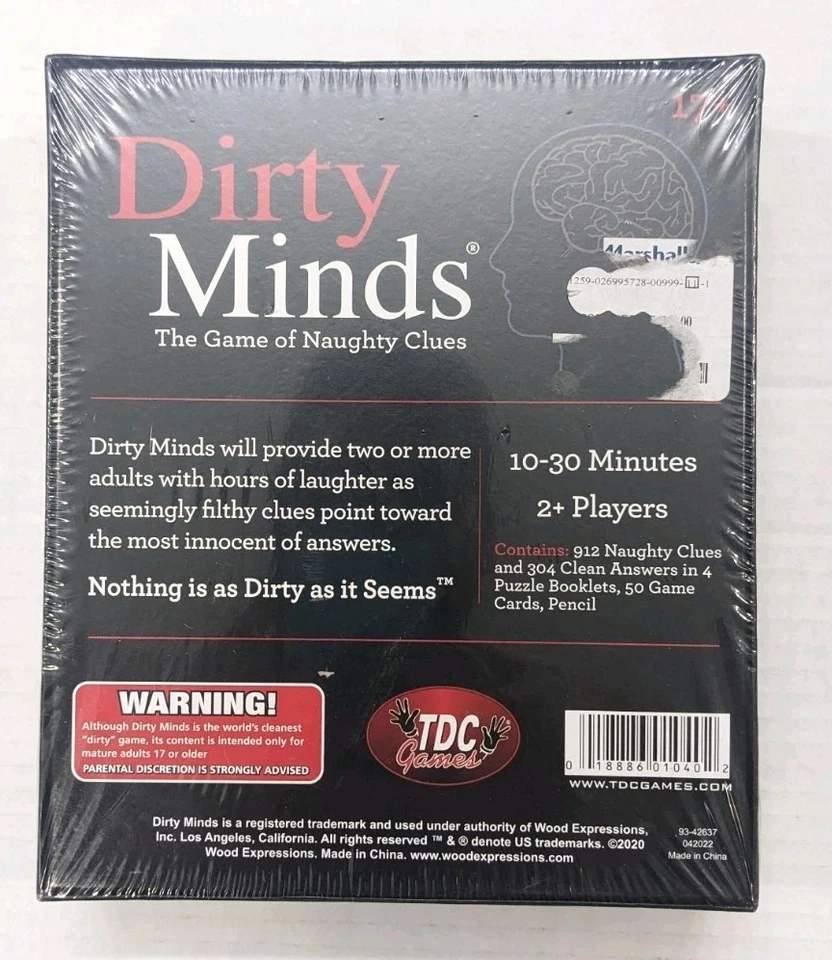 17+
Dirty
Minds®
The Game of Naughty Clues
Marshall
259-026995728-00999-
-1
00
Dirty Minds will provide two or more
adults with hours of laughter as
seemingly filthy clues point toward
the most innocent of answers.
Nothing is as Dirty as it Seems™
10-30 Minutes
2+ Players
Contains: 912 Naughty Clues
and 304 Clean Answers in 4
Puzzle Booklets, 50 Game
Cards, Pencil
WARNING!
Although Dirty Minds is the world's cleanest
"dirty" game, its content is intended only for
mature adults 17 or older
PARENTAL DISCRETION IS STRONGLY ADVISED
TDC®
Games
0 18886 01040 2
WWW.TDCGAMES.COM
Dirty Minds is a registered trademark and used under authority of Wood Expressions,
Inc. Los Angeles, California. All rights reserved ™ & ® denote US trademarks. ©2020
Wood Expressions. Made in China. www.woodexpressions.com
93-42637
042022
Made in China